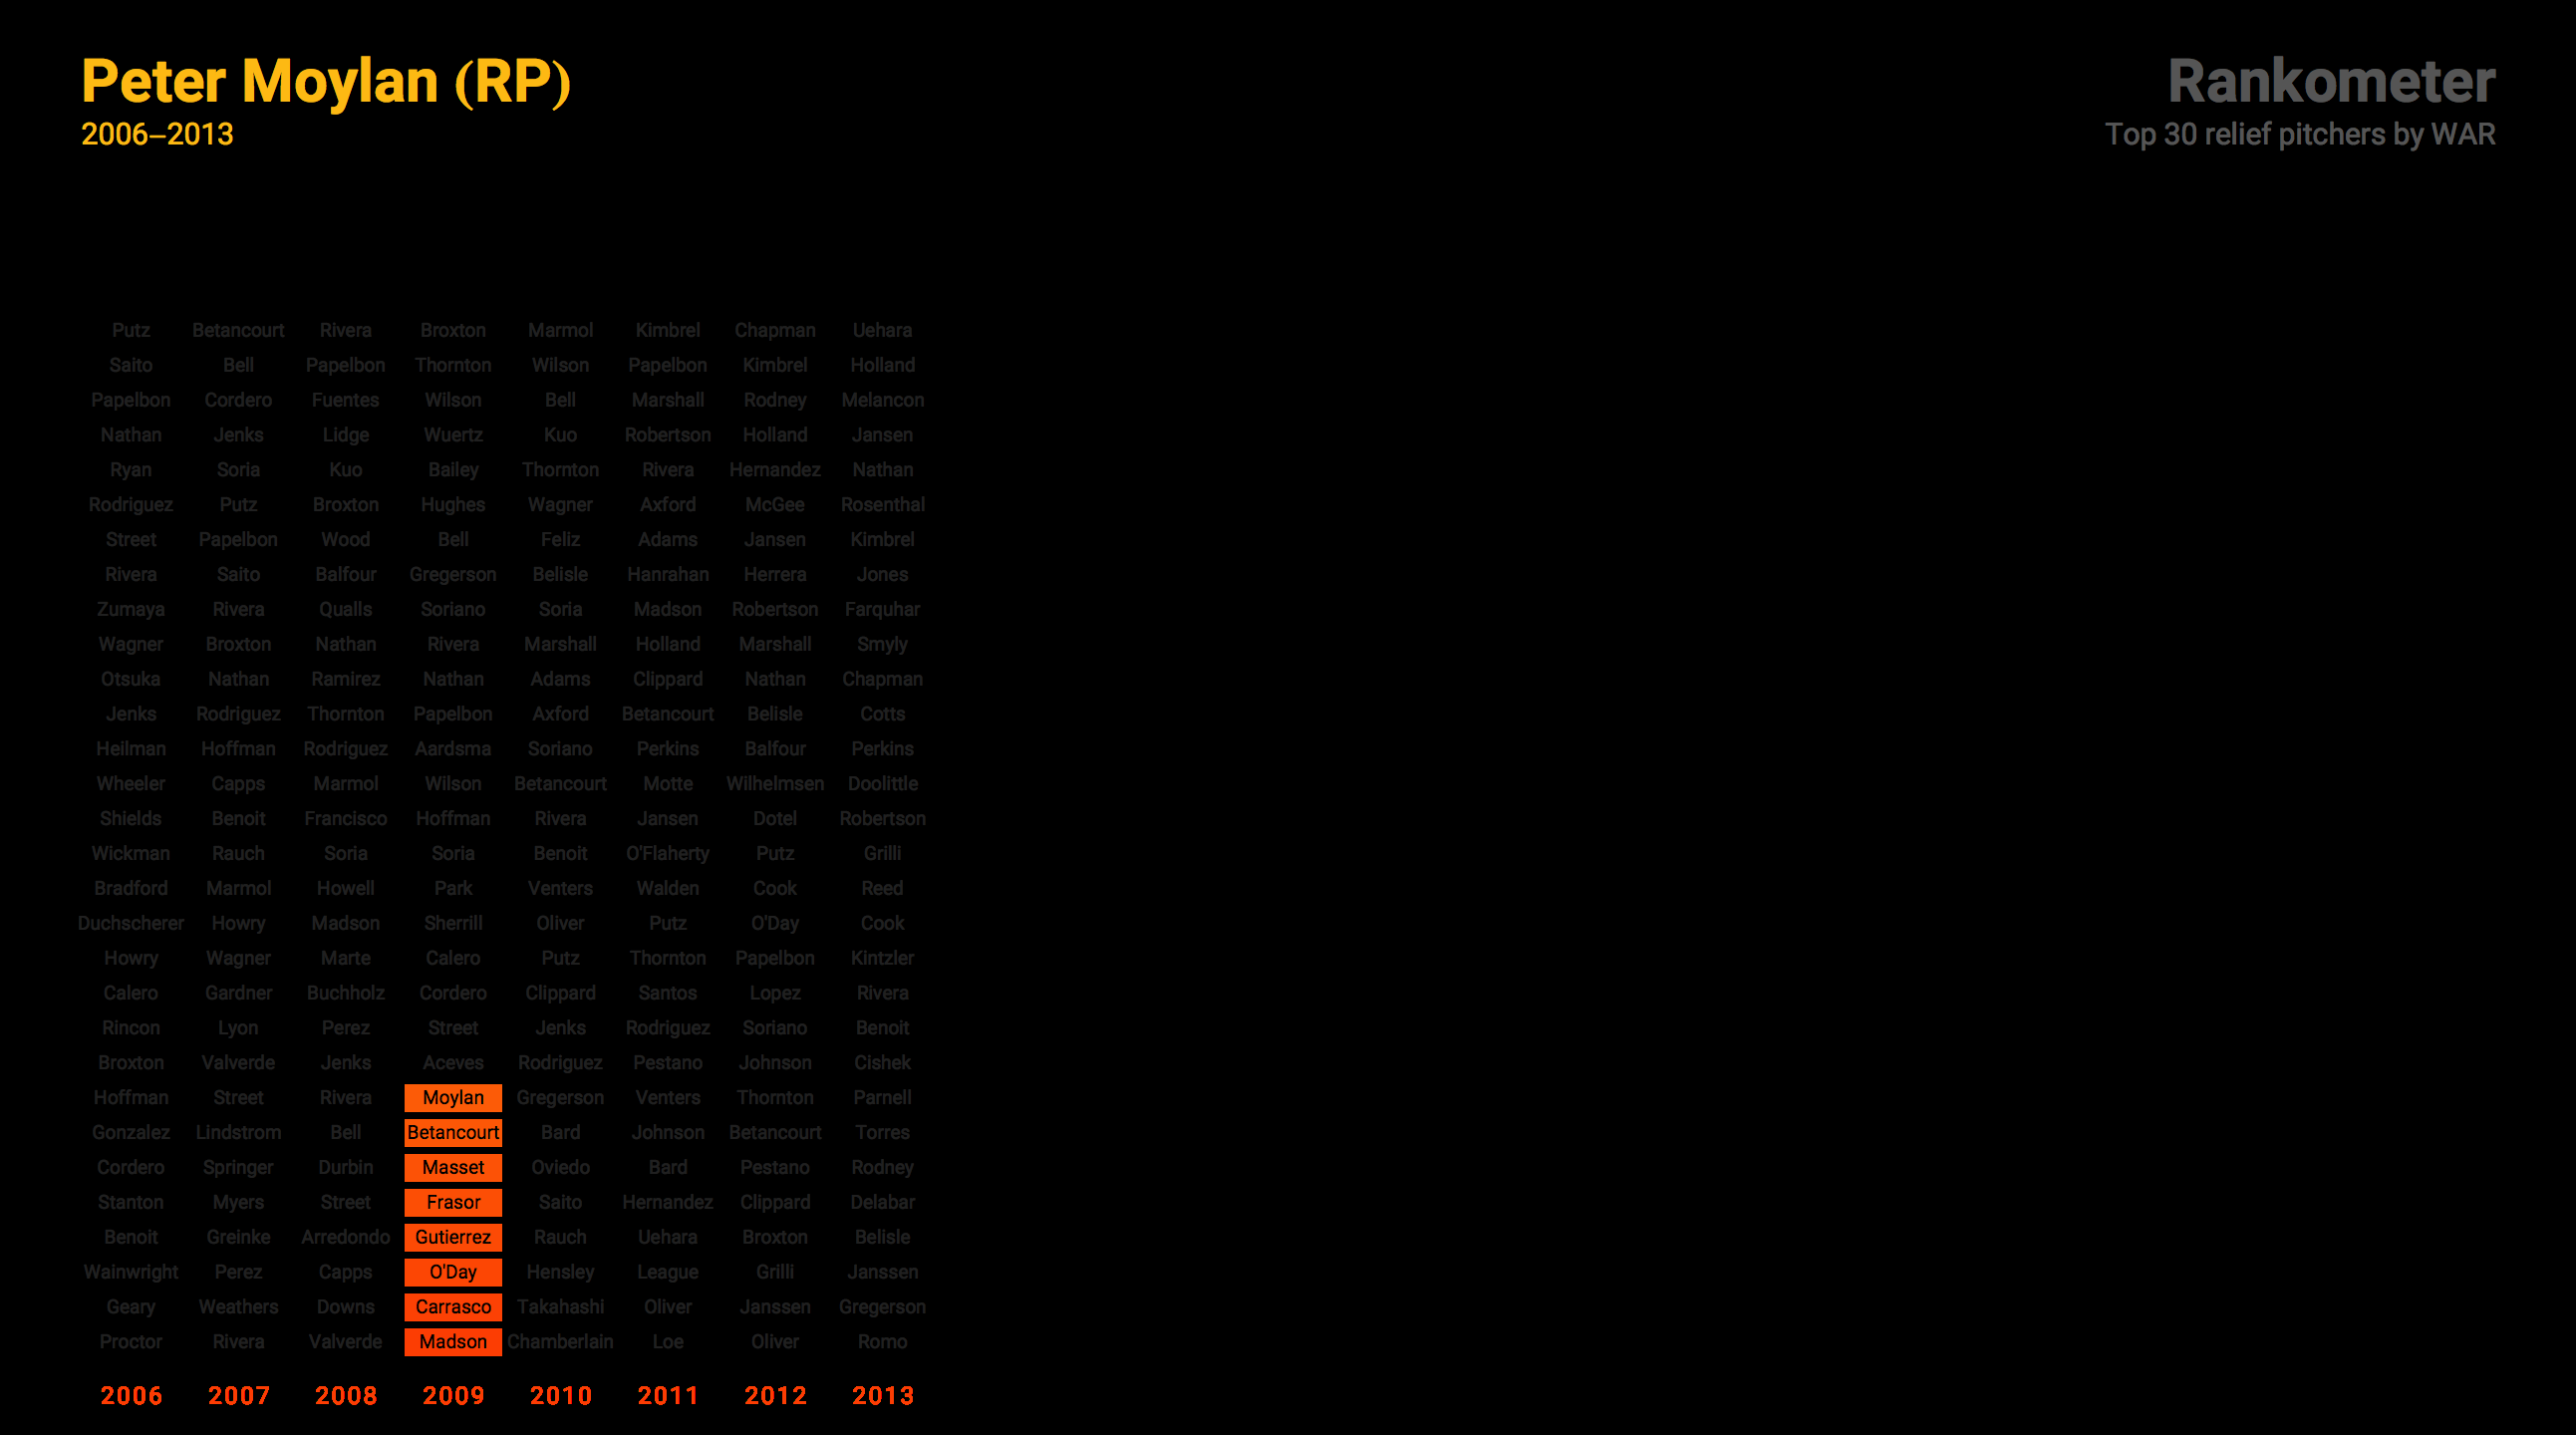 Peter Moylan (RP)
2006–2013
Rankometer
Top 30 relief pitchers by WAR
Putz Betancourt Rivera Broxton Marmol Kimbrel Chapman Uehara
Saito Bell Papelbon Thornton Wilson Papelbon Kimbrel Holland
Papelbon Cordero Fuentes Wilson Bell Marshall Rodney Melancon
Nathan Jenks Lidge Wuertz Kuo Robertson Holland Jansen
Ryan Soria Kuo Bailey Thornton Rivera Hernandez Nathan
Rodriguez Putz Broxton Hughes Wagner Axford McGee Rosenthal
Street Papelbon Wood Bell Feliz Adams Jansen Kimbrel
Rivera Saito Balfour Gregerson Belisle Hanrahan Herrera Jones
Zumaya Rivera Qualls Soriano Soria Madson Robertson Farquhar
Wagner Broxton Nathan Rivera Marshall Holland Marshall Smyly
Otsuka Nathan Ramirez Nathan Adams Clippard Nathan Chapman
Jenks Rodriguez Thornton Papelbon Axford Betancourt Belisle Cotts
Heilman Hoffman Rodriguez Aardsma Soriano Perkins Balfour Perkins
Wheeler Capps Marmol Wilson Betancourt Motte Wilhelmsen Doolittle
Shields Benoit Francisco Hoffman Rivera Jansen Dotel Robertson
Wickman Rauch Soria Soria Benoit O'Flaherty Putz Grilli
Bradford Marmol Howell Park Venters Walden Cook Reed
Duchscherer Howry Madson Sherrill Oliver Putz O'Day Cook
Howry Wagner Marte Calero Putz Thornton Papelbon Kintzler
Calero Gardner Buchholz Cordero Clippard Santos Lopez Rivera
Rincon Lyon Perez Street Jenks Rodriguez Soriano Benoit
Broxton Valverde Jenks Aceves Rodriguez Pestano Johnson Cishek
Hoffman Street Rivera Moylan Gregerson Venters Thornton Parnell
Gonzalez Lindstrom Bell Betancourt Bard Johnson Betancourt Torres
Cordero Springer Durbin Masset Oviedo Bard Pestano Rodney
Stanton Myers Street Frasor Saito Hernandez Clippard Delabar
Benoit Greinke Arredondo Gutierrez Rauch Uehara Broxton Belisle
Wainwright Perez Capps O'Day Hensley League Grilli Janssen
Geary Weathers Downs Carrasco Takahashi Oliver Janssen Gregerson
Proctor Rivera Valverde Madson Chamberlain Loe Oliver Romo
2006 2007 2008 2009 2010 2011 2012 2013